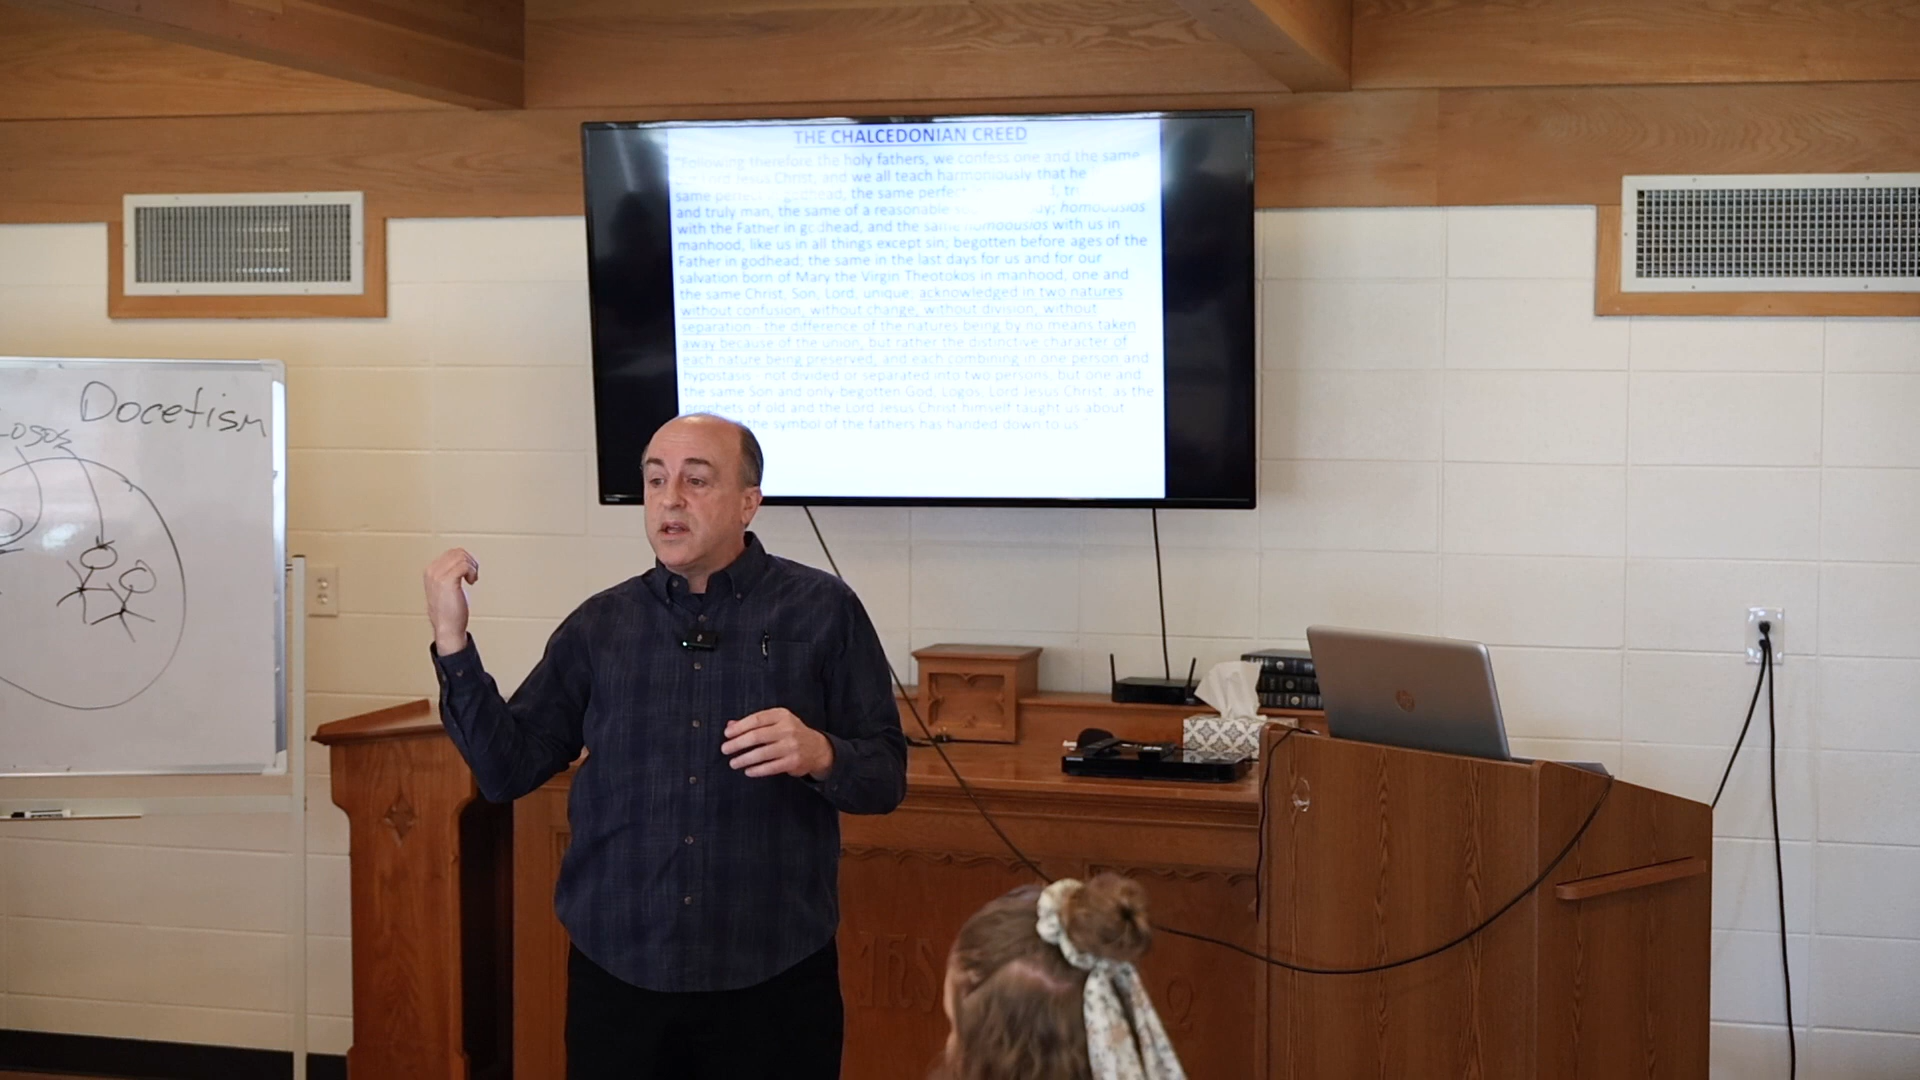 THE CHALCEDONIAN CREED
"Following therefore the holy fathers, we confess one and the same
Lord Jesus Christ, and we all teach harmoniously that he
same perfect godhead, the same perfect
and truly man, the same of a reasonable homoousios
with the Father in godhead, and the same homoousios with us in
manhood, like us in all things except sin; begotten before ages of the
Father in godhead; the same in the last days for us and for our
salvation born of Mary the Virgin Theotokos in manhood, one and
the same Christ, Son, Lord, unique; acknowledged in two natures
without confusion, without change, without division, without
separation the difference of the natures being by no means taken
away because of the union, but rather the distinctive character of
each nature being preserved, and each combining in one person and
hypostasis not divided or separated into two persons, but one and
the same Son and only-begotten God, Logos, Lord Jesus Christ as the
prophets of old and the Lord Jesus Christ himself taught us about
the symbol of the fathers has handed down to us"
Docetism
Logos
IHS